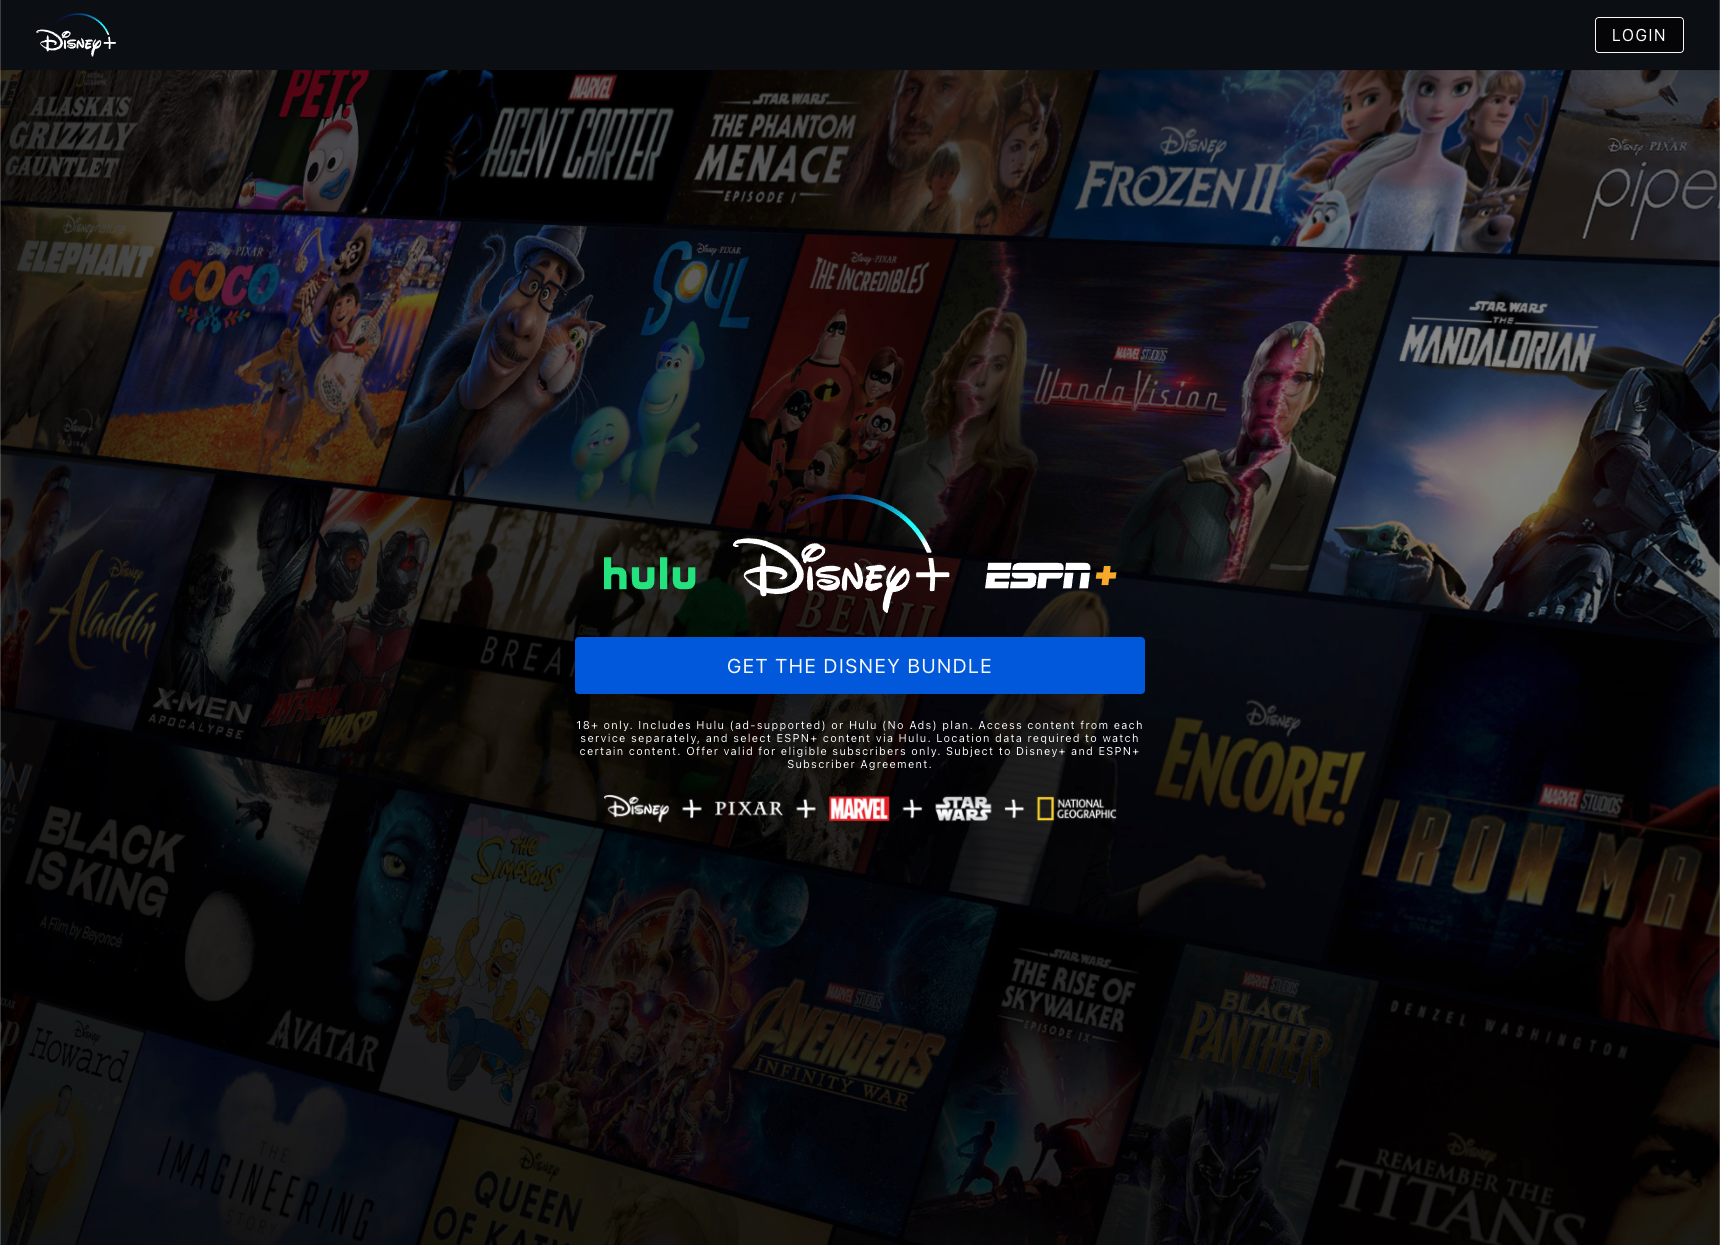 Disney+
LOGIN
ALASKA'S
GRIZZLY
GAUNTLET
PET?
MARVEL
AGENT CARTER
STAR WARS
THE PHANTOM
MENACE
EPISODE I
Disney
FROZEN II
Disney PIXAR
pipe
Disneynature
ELEPHANT
Disney+
ORIGINAL
Disney PIXAR
COCO
Disney PIXAR
SOUL
Disney PIXAR
THE INCREDIBLES
MARVEL STUDIOS
WandaVision
STAR WARS
THE
MANDALORIAN
Disney
Aladdin
X-MEN
APOCALYPSE
ANT-MAN
WASP
BREA
BENJI
hulu
Disney+
ESPN+
GET THE DISNEY BUNDLE
18+ only. Includes Hulu (ad-supported) or Hulu (No Ads) plan. Access content from each
service separately, and select ESPN+ content via Hulu. Location data required to watch
certain content. Offer valid for eligible subscribers only. Subject to Disney+ and ESPN+
Subscriber Agreement.
Disney + PIXAR + MARVEL + STAR WARS + NATIONAL GEOGRAPHIC
Disney
ENCORE!
MARVEL STUDIOS
IRON MA
BLACK
IS KING
A Film by Beyoncé
AVATAR
THE
SIMPSONS
MARVEL STUDIOS
AVENGERS
INFINITY WAR
STAR WARS
THE RISE OF
SKYWALKER
EPISODE IX
MARVEL STUDIOS
BLACK
PANTHER
DENZEL WASHINGTON
Disney
REMEMBER THE
TITANS
Disney
Howard
THE
IMAGINEERING
STORY
Disney
QUEEN
OF KATW